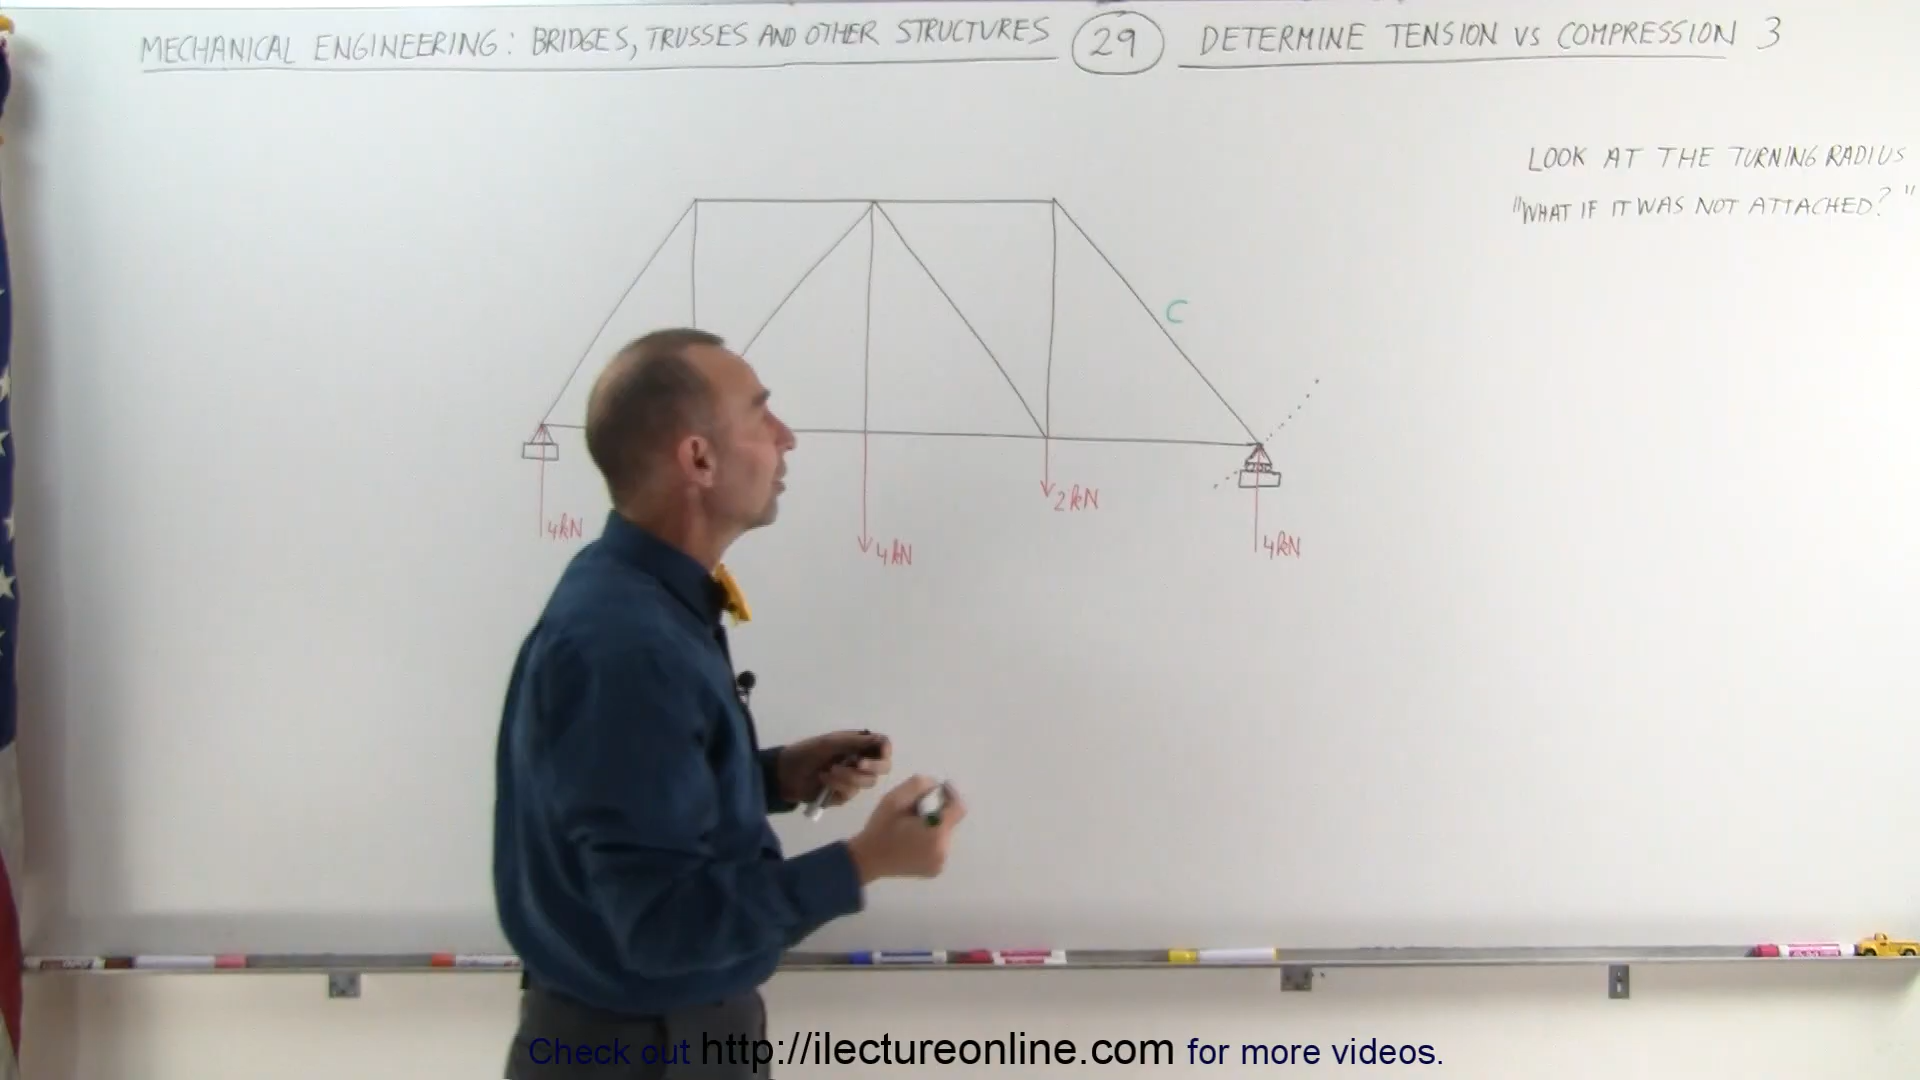 MECHANICAL ENGINEERING: BRIDGES, TRUSSES AND OTHER STRUCTURES 29 DETERMINE TENSION VS COMPRESSION 3
LOOK AT THE TURNING RADIUS
"WHAT IF IT WAS NOT ATTACHED?"
C
2kN
4kN
4kN
4kN
Check out http://ilectureonline.com for more videos.